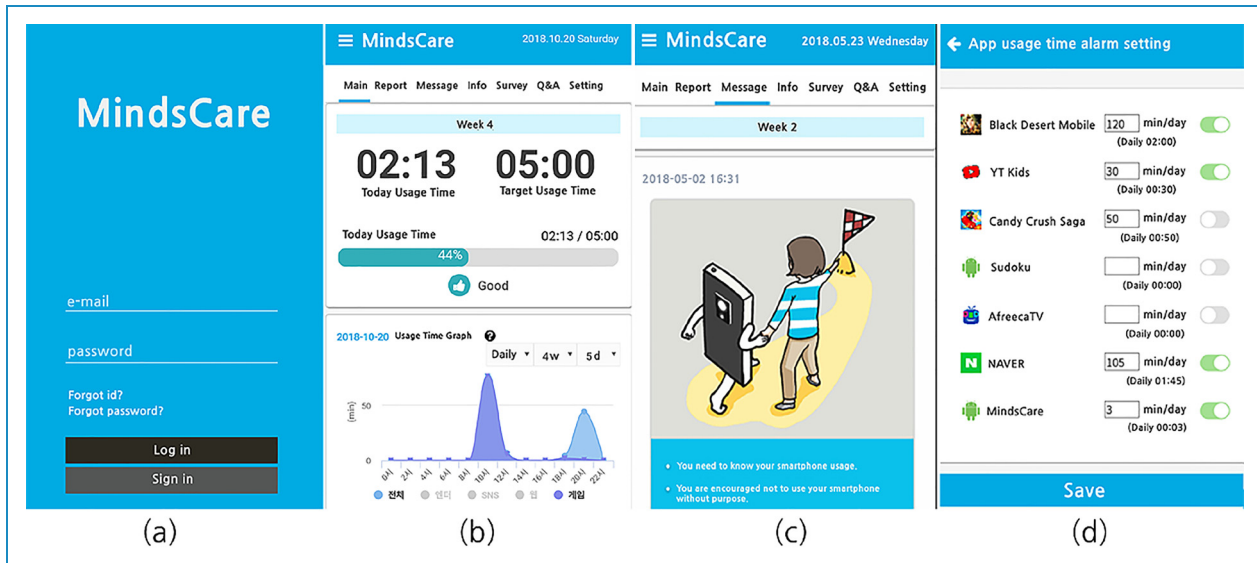 MindsCare
e-mail
password
Forgot id?
Forgot password?
Log in
Sign in
(a)
☰ MindsCare 2018.10.20 Saturday
Main Report Message Info Survey Q&A Setting
Week 4
02:13 05:00
Today Usage Time Target Usage Time
Today Usage Time 02:13 / 05:00
44%
Good
2018-10-20 Usage Time Graph ?
Daily 4w 5d
(min)
50
0
0시 2시 4시 6시 8시 10시 12시 14시 16시 18시 20시 22시
전체 엔터 SNS 웹 게임
(b)
☰ MindsCare 2018.05.23 Wednesday
Main Report Message Info Survey Q&A Setting
Week 2
2018-05-02 16:31
• You need to know your smartphone usage.
• You are encouraged not to use your smartphone
without purpose.
(c)
← App usage time alarm setting
Black Desert Mobile 120 min/day
(Daily 02:00)
YT Kids 30 min/day
(Daily 00:30)
Candy Crush Saga 50 min/day
(Daily 00:50)
Sudoku min/day
(Daily 00:00)
AfreecaTV min/day
(Daily 00:00)
N NAVER 105 min/day
(Daily 01:45)
MindsCare 3 min/day
(Daily 00:03)
Save
(d)